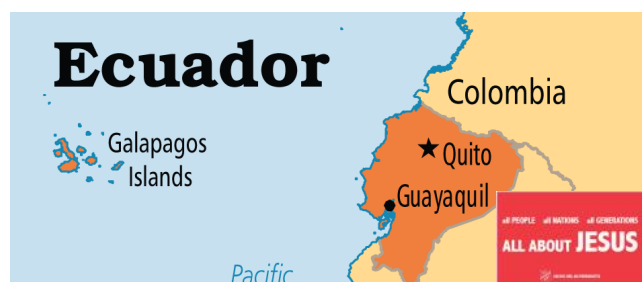 Ecuador
Colombia
Galapagos
Islands
Quito
Guayaquil
all PEOPLE all NATIONS all GENERATIONS
ALL ABOUT JESUS
Pacific